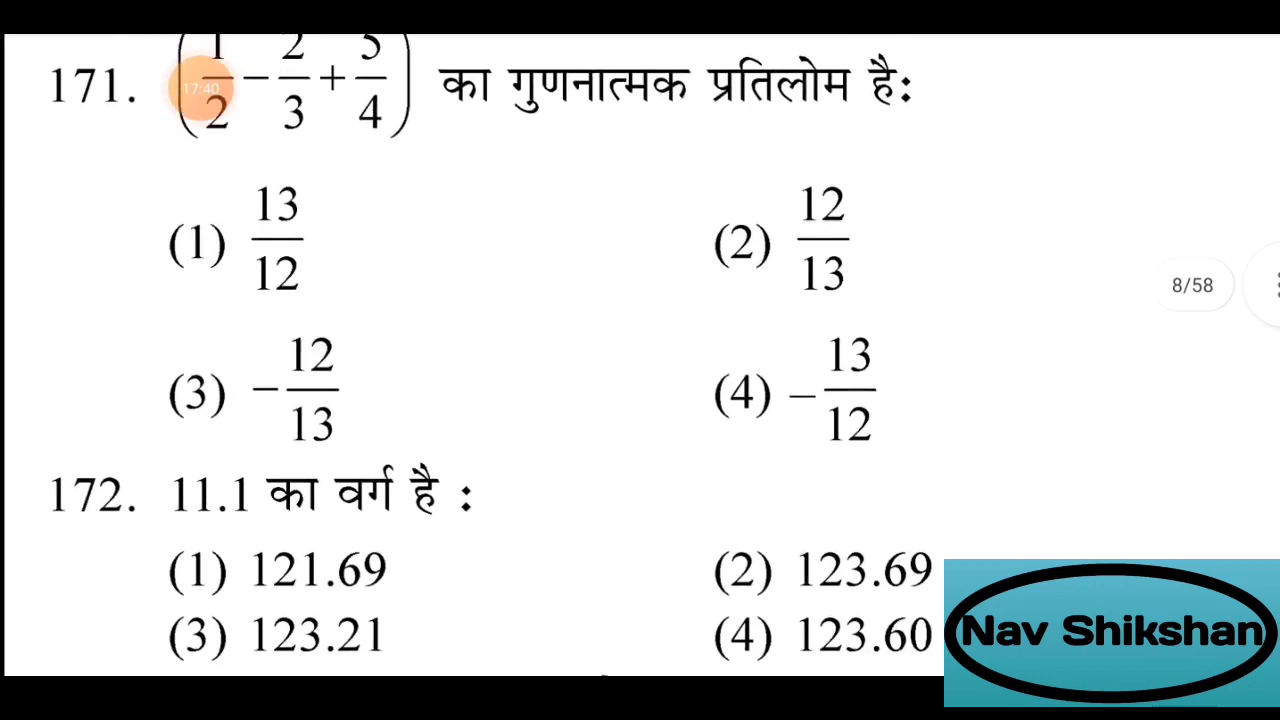 171. (1/2 − 2/3 + 5/4) का गुणनात्मक प्रतिलोम है:
17:40
(1) 13/12 (2) 12/13
8/58
(3) −12/13 (4) −13/12
172. 11.1 का वर्ग है :
(1) 121.69 (2) 123.69
(3) 123.21 (4) 123.60
Nav Shikshan